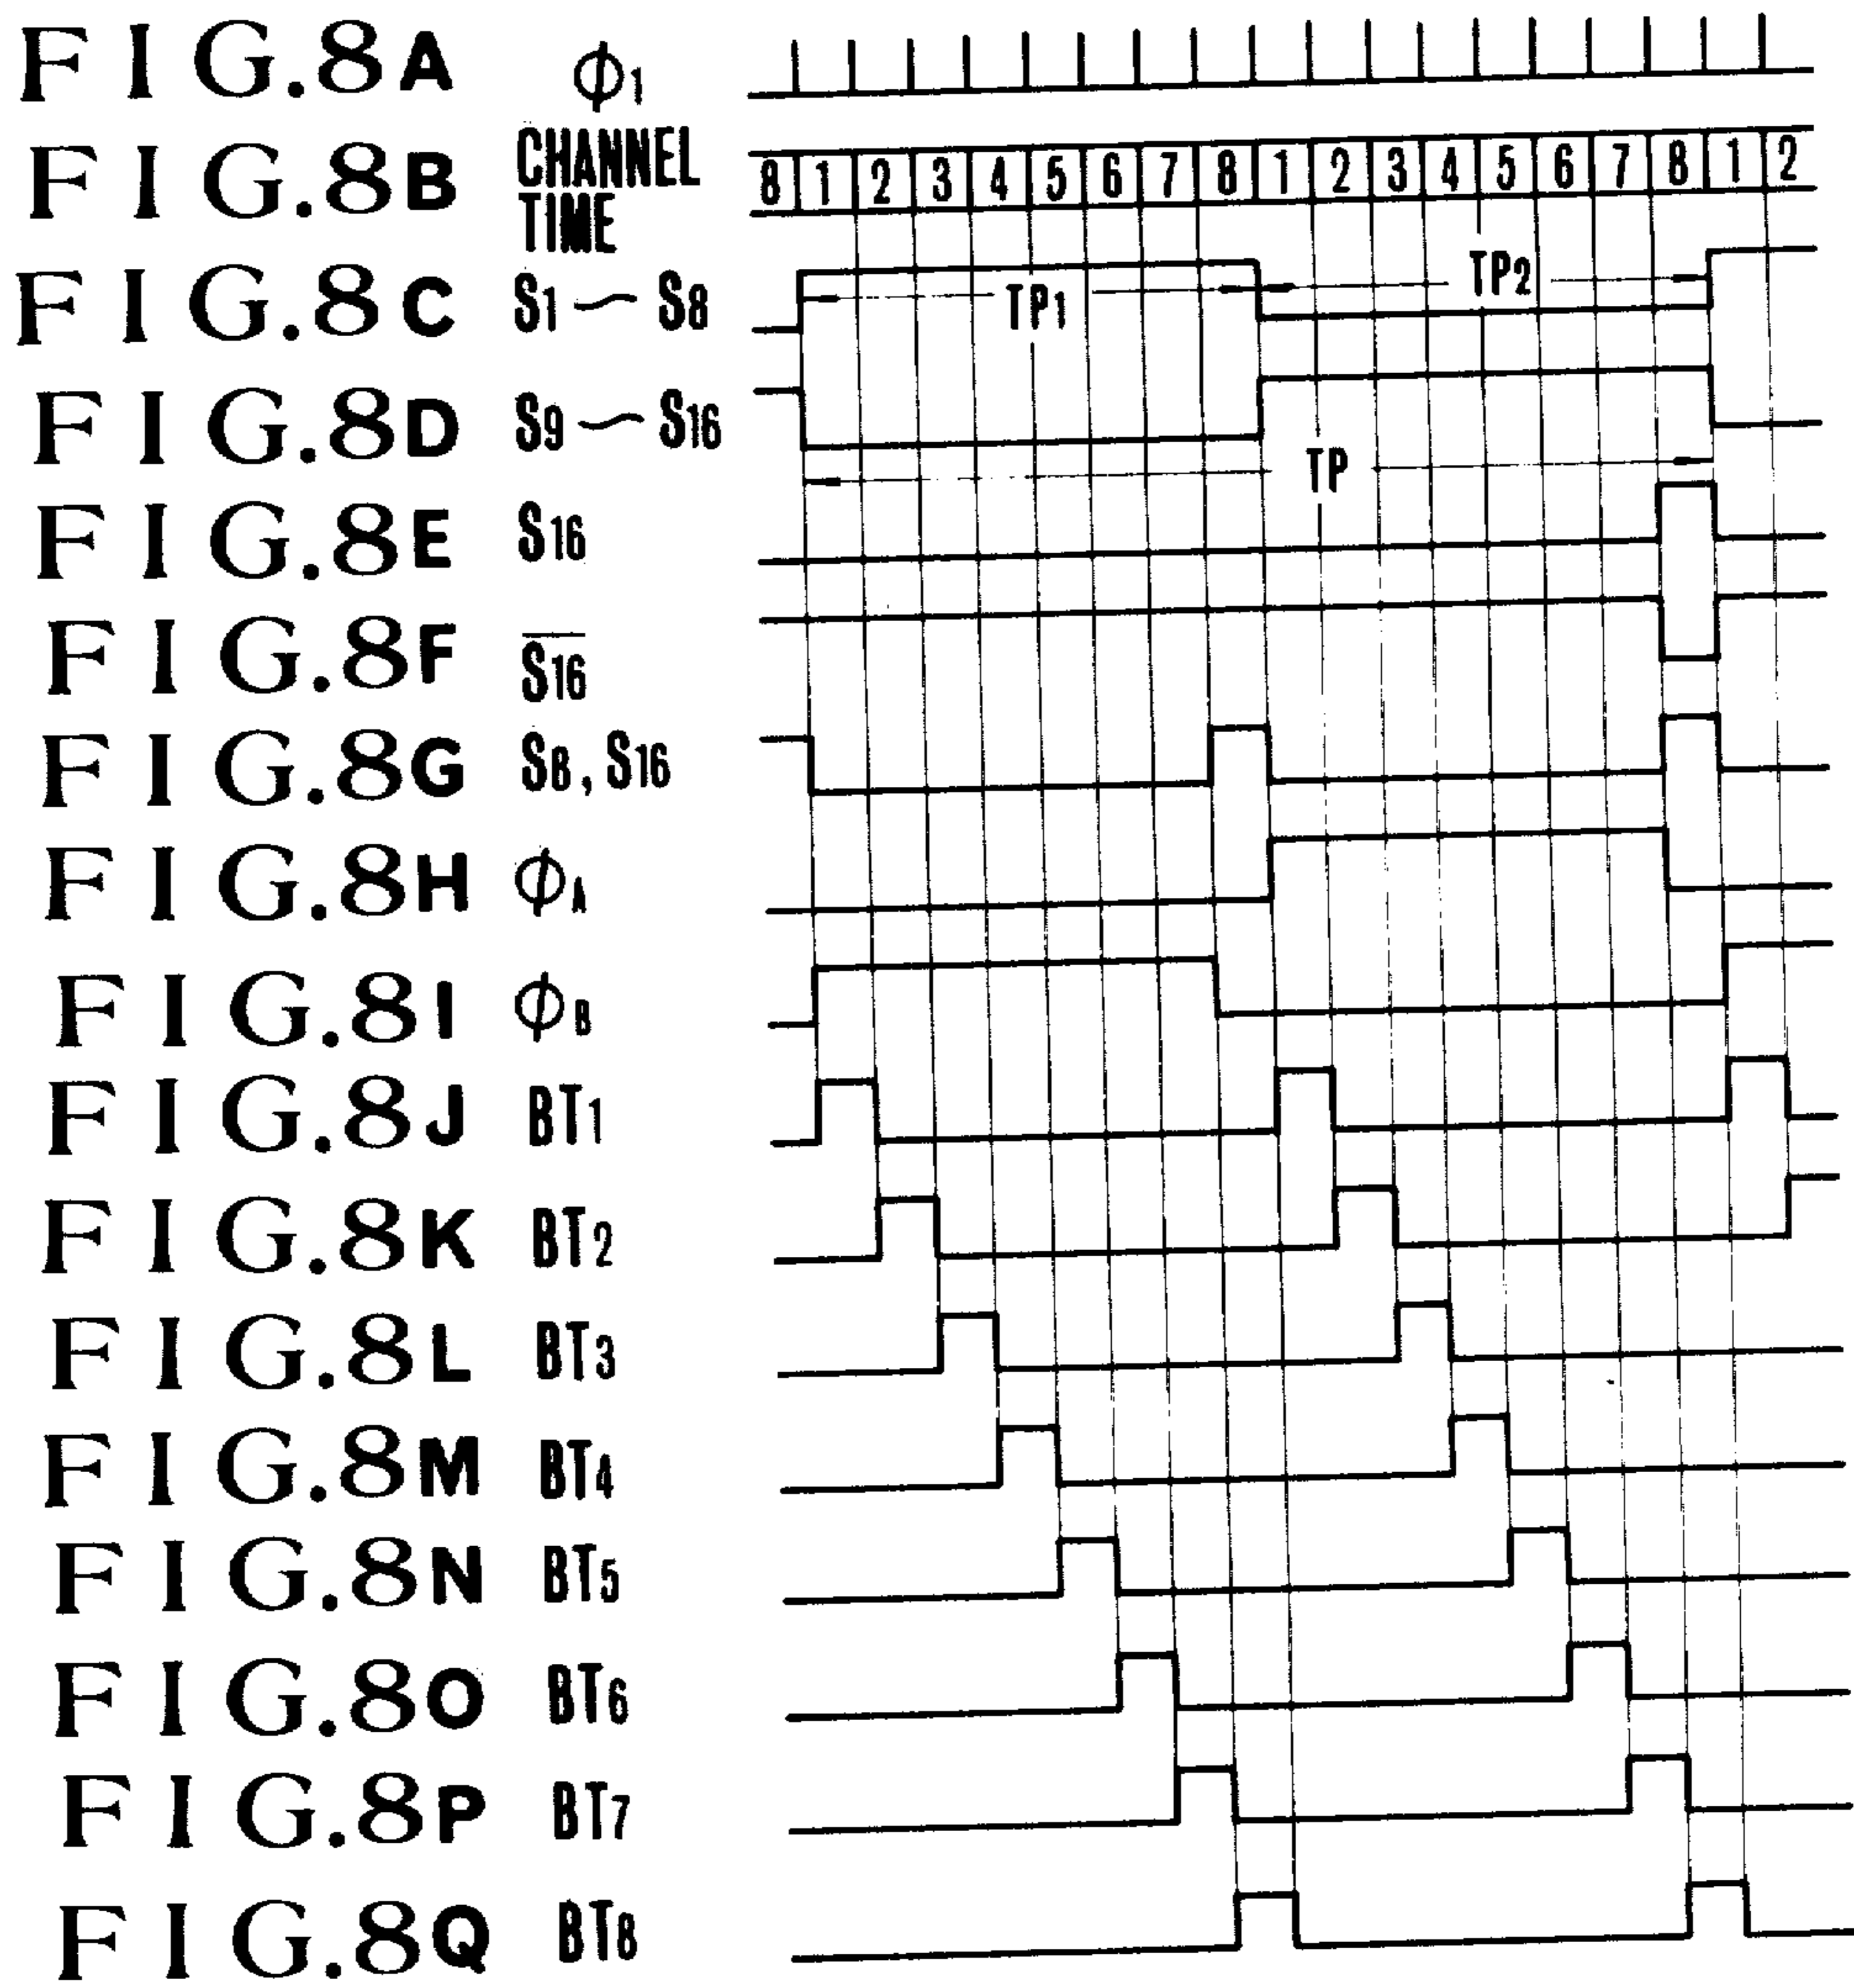 FIG.8A φ1
FIG.8B CHANNEL TIME 8 1 2 3 4 5 6 7 8 1 2 3 4 5 6 7 8 1 2
FIG.8C S1 ∼ S8 TP1 TP2
FIG.8D S9 ∼ S16
TP
FIG.8E S16
FIG.8F S̅1̅6̅
FIG.8G S8, S16
FIG.8H φA
FIG.8I φB
FIG.8J BT1
FIG.8K BT2
FIG.8L BT3
FIG.8M BT4
FIG.8N BT5
FIG.8O BT6
FIG.8P BT7
FIG.8Q BT8